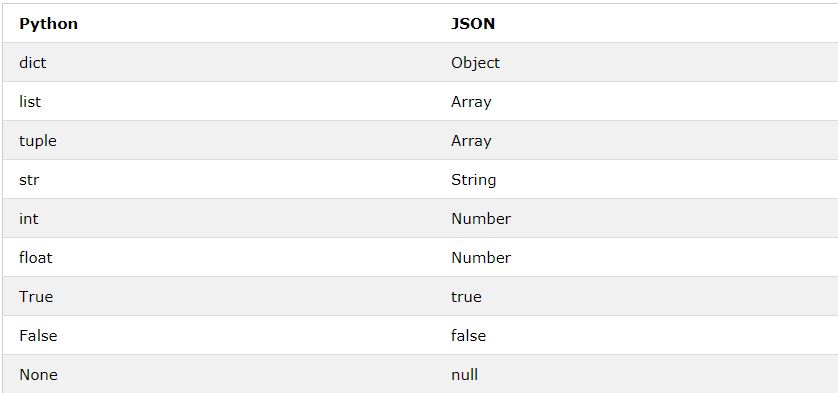 Python JSON
dict Object
list Array
tuple Array
str String
int Number
float Number
True true
False false
None null